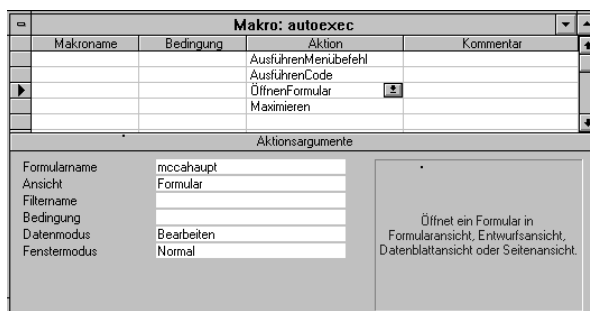 Makro: autoexec
Makroname Bedingung Aktion Kommentar
AusführenMenübefehl
AusführenCode
ÖffnenFormular
Maximieren
Aktionsargumente
Formularname mccahaupt
Ansicht Formular
Filtername
Bedingung
Datenmodus Bearbeiten
Fenstermodus Normal
Öffnet ein Formular in
Formularansicht, Entwurfsansicht,
Datenblattansicht oder Seitenansicht.